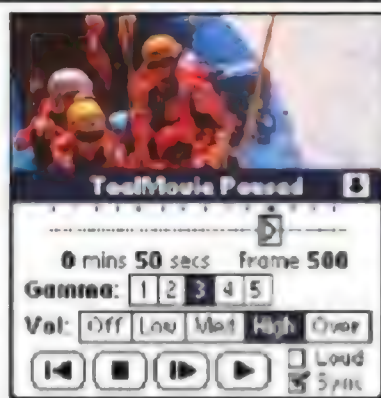 TealMovie Paused
0 mins 50 secs Frame 500
Gamma: 1 2 3 4 5
Vol: Off Low Med High Over
Loud
Sync